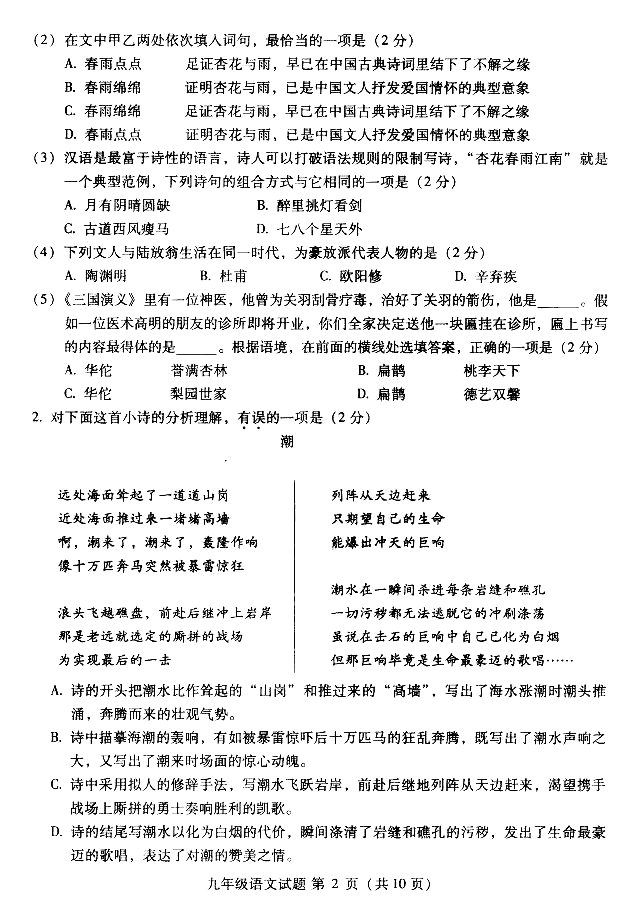 （2）在文中甲乙两处依次填入词句，最恰当的一项是（2 分）
A. 春雨点点　　足证杏花与雨，早已在中国古典诗词里结下了不解之缘
B. 春雨绵绵　　证明杏花与雨，已是中国文人抒发爱国情怀的典型意象
C. 春雨绵绵　　足证杏花与雨，早已在中国古典诗词里结下了不解之缘
D. 春雨点点　　证明杏花与雨，已是中国文人抒发爱国情怀的典型意象
（3）汉语是最富于诗性的语言，诗人可以打破语法规则的限制写诗，“杏花春雨江南”就是
一个典型范例，下列诗句的组合方式与它相同的一项是（2 分）
A. 月有阴晴圆缺　　B. 醉里挑灯看剑
C. 古道西风瘦马　　D. 七八个星天外
（4）下列文人与陆放翁生活在同一时代，为豪放派代表人物的是（2 分）
A. 陶渊明　　B. 杜甫　　C. 欧阳修　　D. 辛弃疾
（5）《三国演义》里有一位神医，他曾为关羽刮骨疗毒，治好了关羽的箭伤，他是______。假
如一位医术高明的朋友的诊所即将开业，你们全家决定送他一块匾挂在诊所，匾上书写
的内容最得体的是______。根据语境，在前面的横线处选填答案，正确的一项是（2 分）
A. 华佗　　誉满杏林　　B. 扁鹊　　桃李天下
C. 华佗　　梨园世家　　D. 扁鹊　　德艺双馨
2. 对下面这首小诗的分析理解，有误的一项是（2 分）
潮
远处海面耸起了一道道山岗
近处海面推过来一堵堵高墙
啊，潮来了，潮来了，轰隆作响
像十万匹奔马突然被暴雷惊狂
浪头飞越礁盘，前赴后继冲上岩岸
那是老远就选定的厮拼的战场
为实现最后的一击
列阵从天边赶来
只期望自己的生命
能爆出冲天的巨响
潮水在一瞬间杀进每条岩缝和礁孔
一切污秽都无法逃脱它的冲刷涤荡
虽说在击石的巨响中自己已化为白烟
但那巨响毕竟是生命最豪迈的歌唱……
A. 诗的开头把潮水比作耸起的“山岗”和推过来的“高墙”，写出了海水涨潮时潮头推
涌，奔腾而来的壮观气势。
B. 诗中描摹海潮的轰响，有如被暴雷惊吓后十万匹马的狂乱奔腾，既写出了潮水声响之
大，又写出了潮来时场面的惊心动魄。
C. 诗中采用拟人的修辞手法，写潮水飞跃岩岸，前赴后继地列阵从天边赶来，渴望携手
战场上厮拼的勇士奏响胜利的凯歌。
D. 诗的结尾写潮水以化为白烟的代价，瞬间涤清了岩缝和礁孔的污秽，发出了生命最豪
迈的歌唱，表达了对潮的赞美之情。
九年级语文试题 第 2 页（共 10 页）